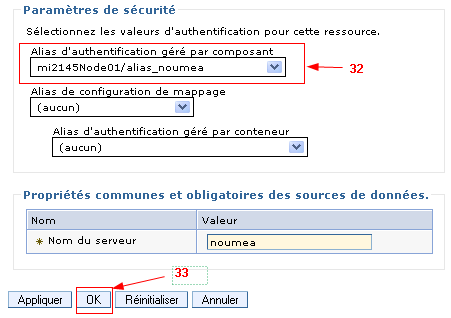 Paramètres de sécurité
Sélectionnez les valeurs d'authentification pour cette ressource.
Alias d'authentification géré par composant
mi2145Node01/alias_noumea
32
Alias de configuration de mappage
(aucun)
Alias d'authentification géré par conteneur
(aucun)
Propriétés communes et obligatoires des sources de données.
Nom Valeur
Nom du serveur noumea
33
Appliquer OK Réinitialiser Annuler